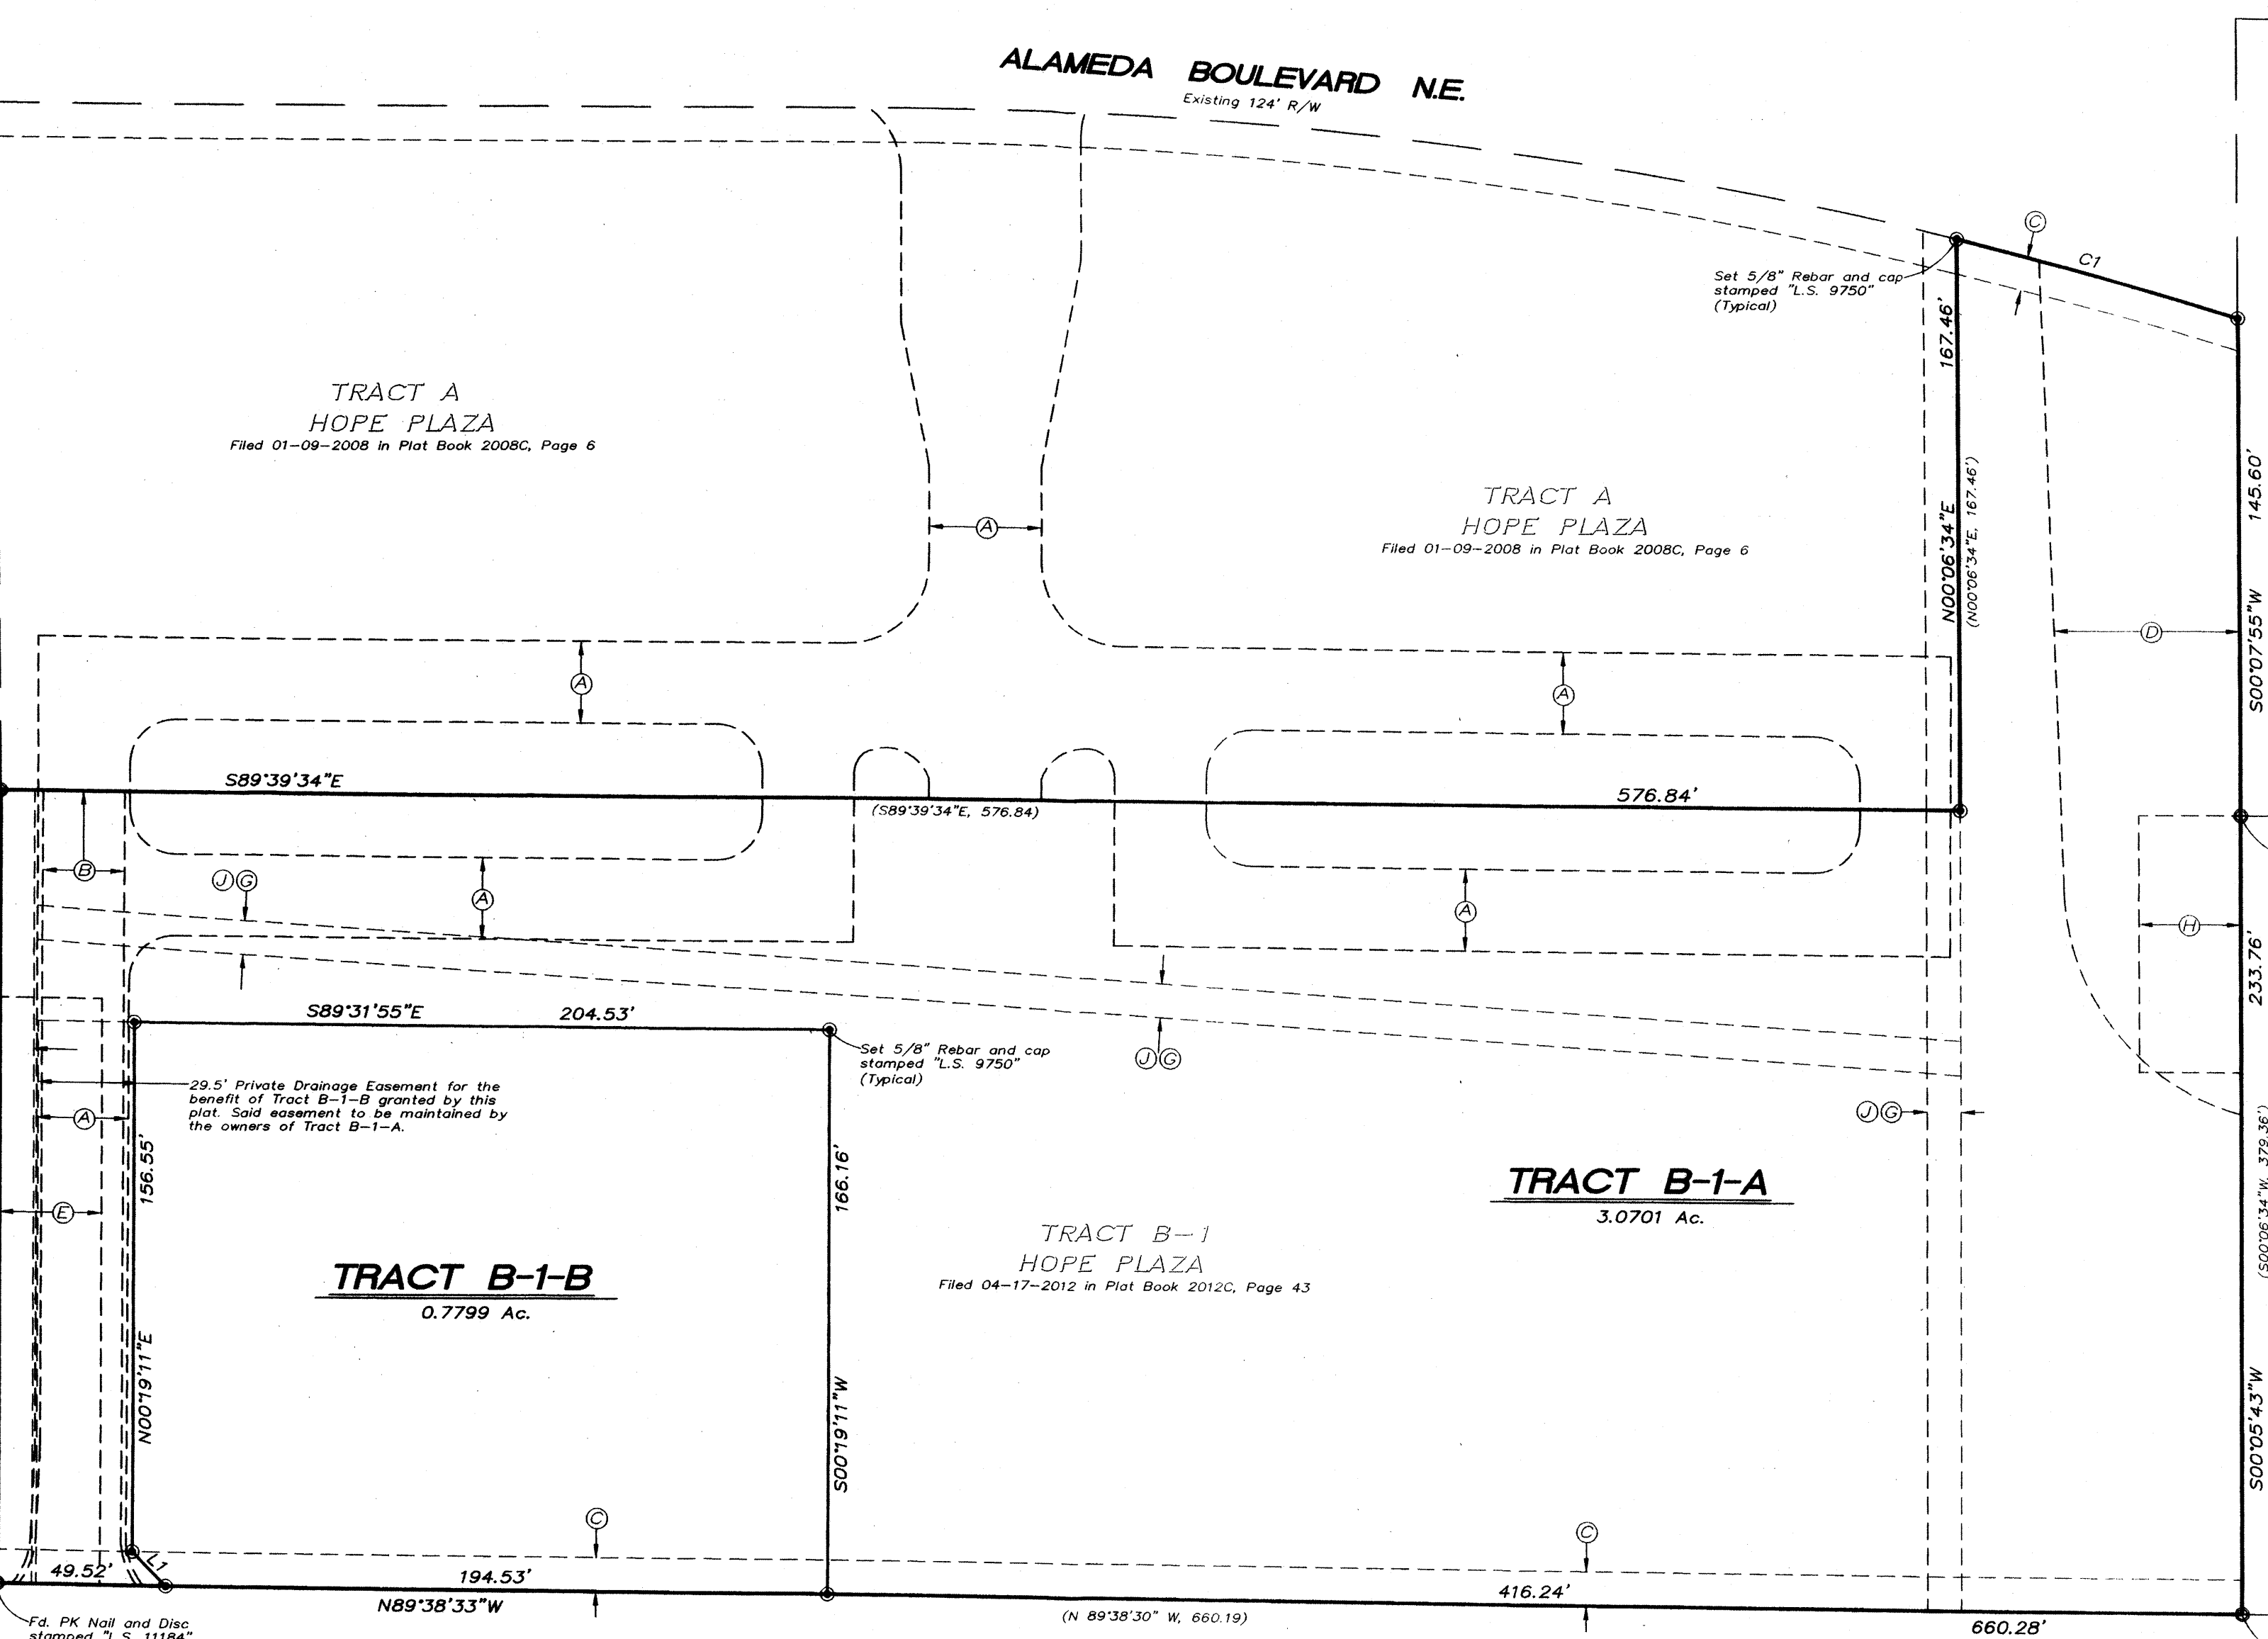 ALAMEDA BOULEVARD N.E.
Existing 124' R/W
C
C1
Set 5/8" Rebar and cap
stamped "L.S. 9750"
(Typical)
167.46'
N00°06'34"E
(N00°06'34"E, 167.46')
145.60'
S00°07'55"W
TRACT A
HOPE PLAZA
Filed 01-09-2008 in Plat Book 2008C, Page 6
TRACT A
HOPE PLAZA
Filed 01-09-2008 in Plat Book 2008C, Page 6
A
D
A
A
S89°39'34"E
576.84'
(S89°39'34"E, 576.84)
B
J G
A
A
H
233.76'
S89°31'55"E
204.53'
Set 5/8" Rebar and cap
stamped "L.S. 9750"
(Typical)
J G
29.5' Private Drainage Easement for the
benefit of Tract B-1-B granted by this
plat. Said easement to be maintained by
the owners of Tract B-1-A.
A
J G
156.55'
166.16'
(S00°06'34"W, 379.36')
E
TRACT B-1-A
3.0701 Ac.
TRACT B-1
HOPE PLAZA
Filed 04-17-2012 in Plat Book 2012C, Page 43
TRACT B-1-B
0.7799 Ac.
N00°19'11"E
S00°19'11"W
S00°05'43"W
C
C
L1
49.52'
194.53'
416.24'
N89°38'33"W
(N 89°38'30" W, 660.19)
660.28'
Fd. PK Nail and Disc
stamped "L.S. 11184"